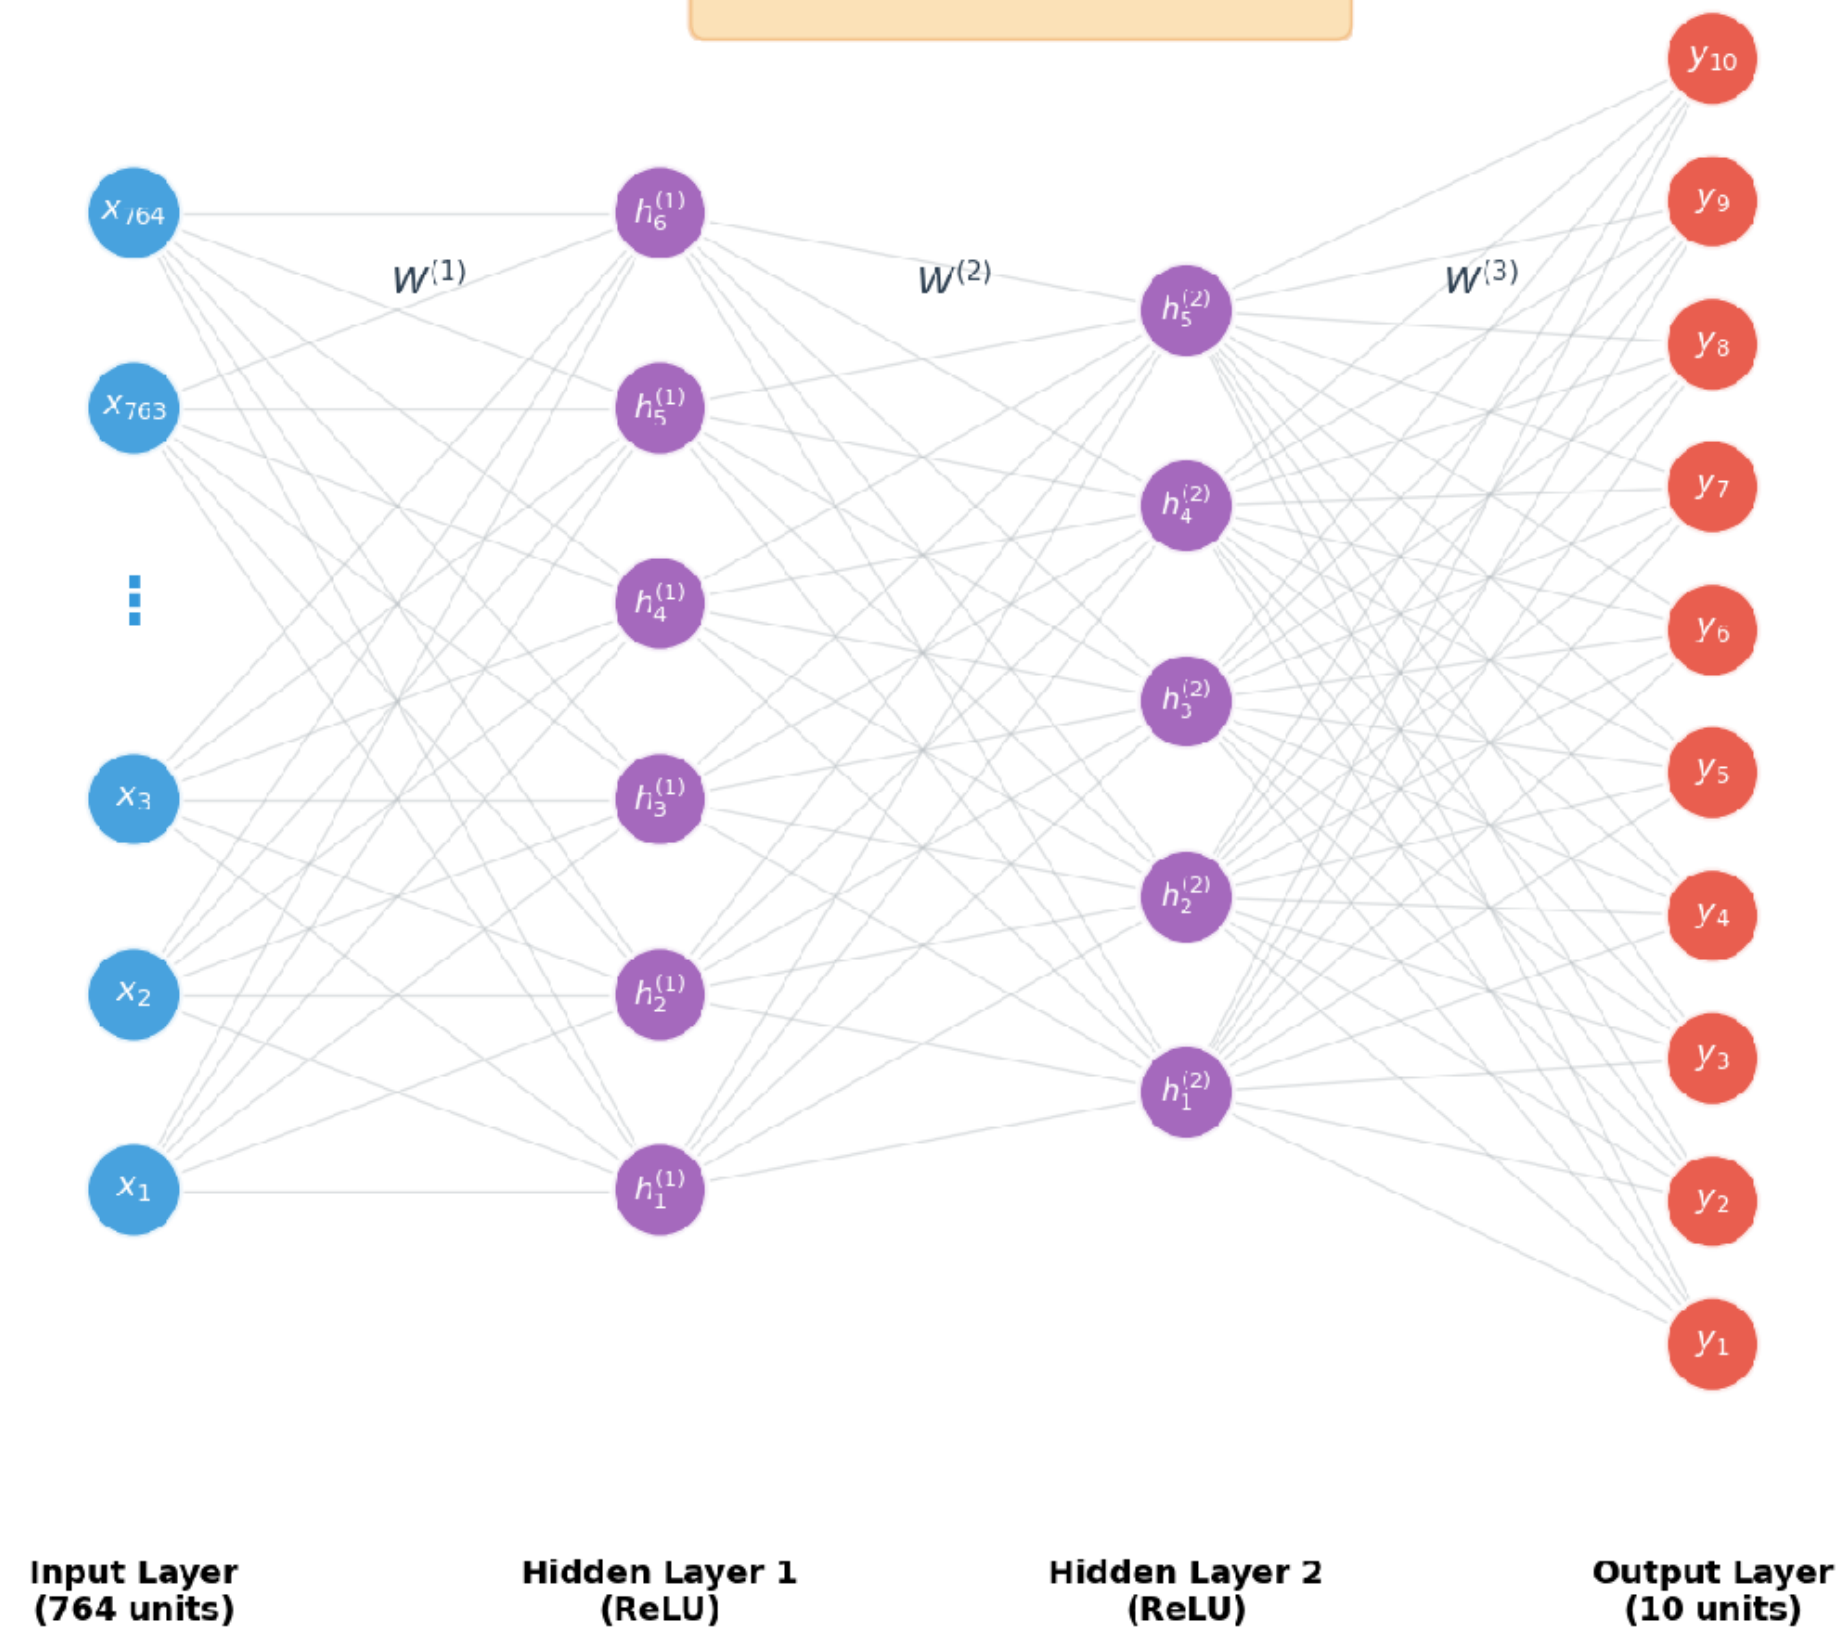 y₁₀
y₉
y₈
y₇
y₆
y₅
y₄
y₃
y₂
y₁
x₇₆₄
x₇₆₃
⋮
x₃
x₂
x₁
W⁽¹⁾
h₆⁽¹⁾
h₅⁽¹⁾
h₄⁽¹⁾
h₃⁽¹⁾
h₂⁽¹⁾
h₁⁽¹⁾
W⁽²⁾
h₅⁽²⁾
h₄⁽²⁾
h₃⁽²⁾
h₂⁽²⁾
h₁⁽²⁾
W⁽³⁾
Input Layer
(764 units)
Hidden Layer 1
(ReLU)
Hidden Layer 2
(ReLU)
Output Layer
(10 units)